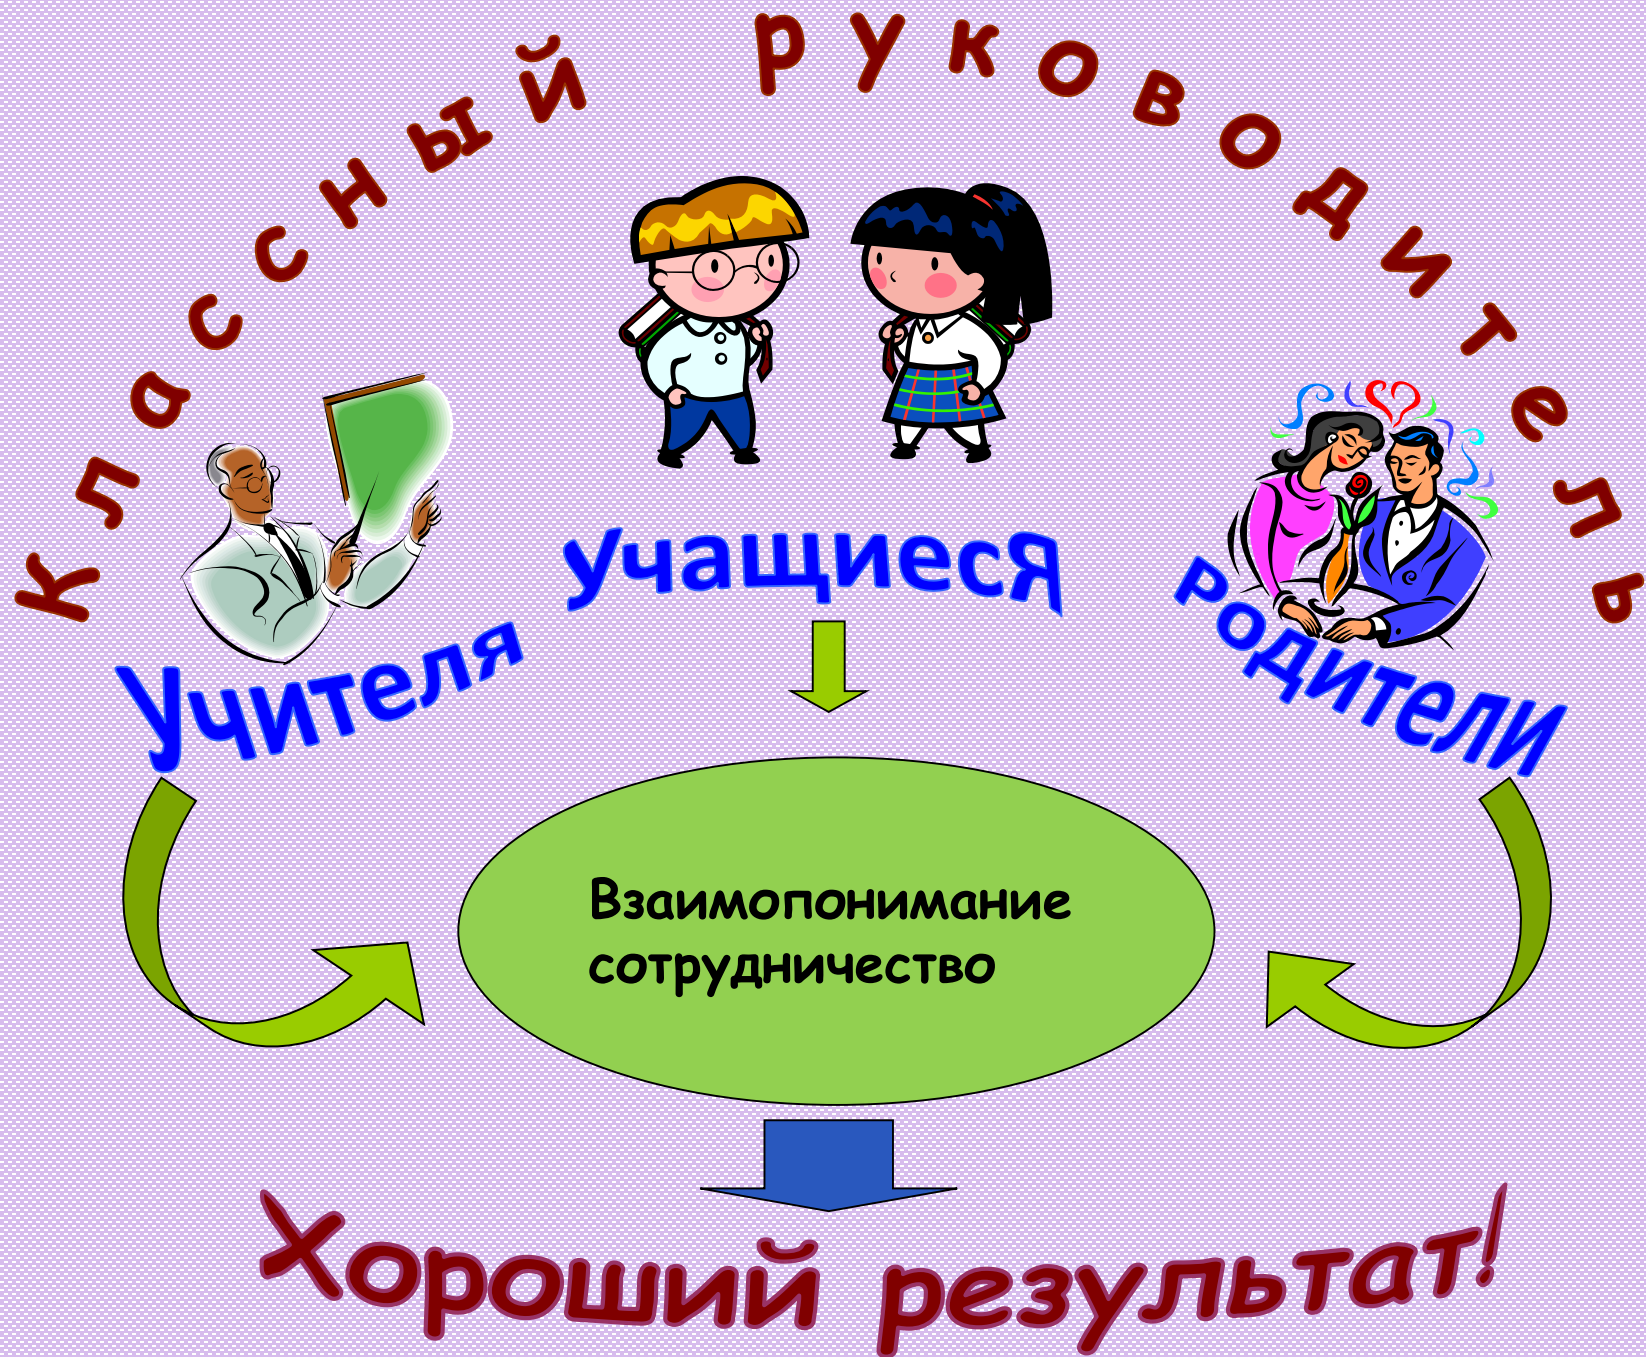 Классный руководитель
Учителя
Учащиеся
Родители
Взаимопонимание
сотрудничество
Хороший результат!